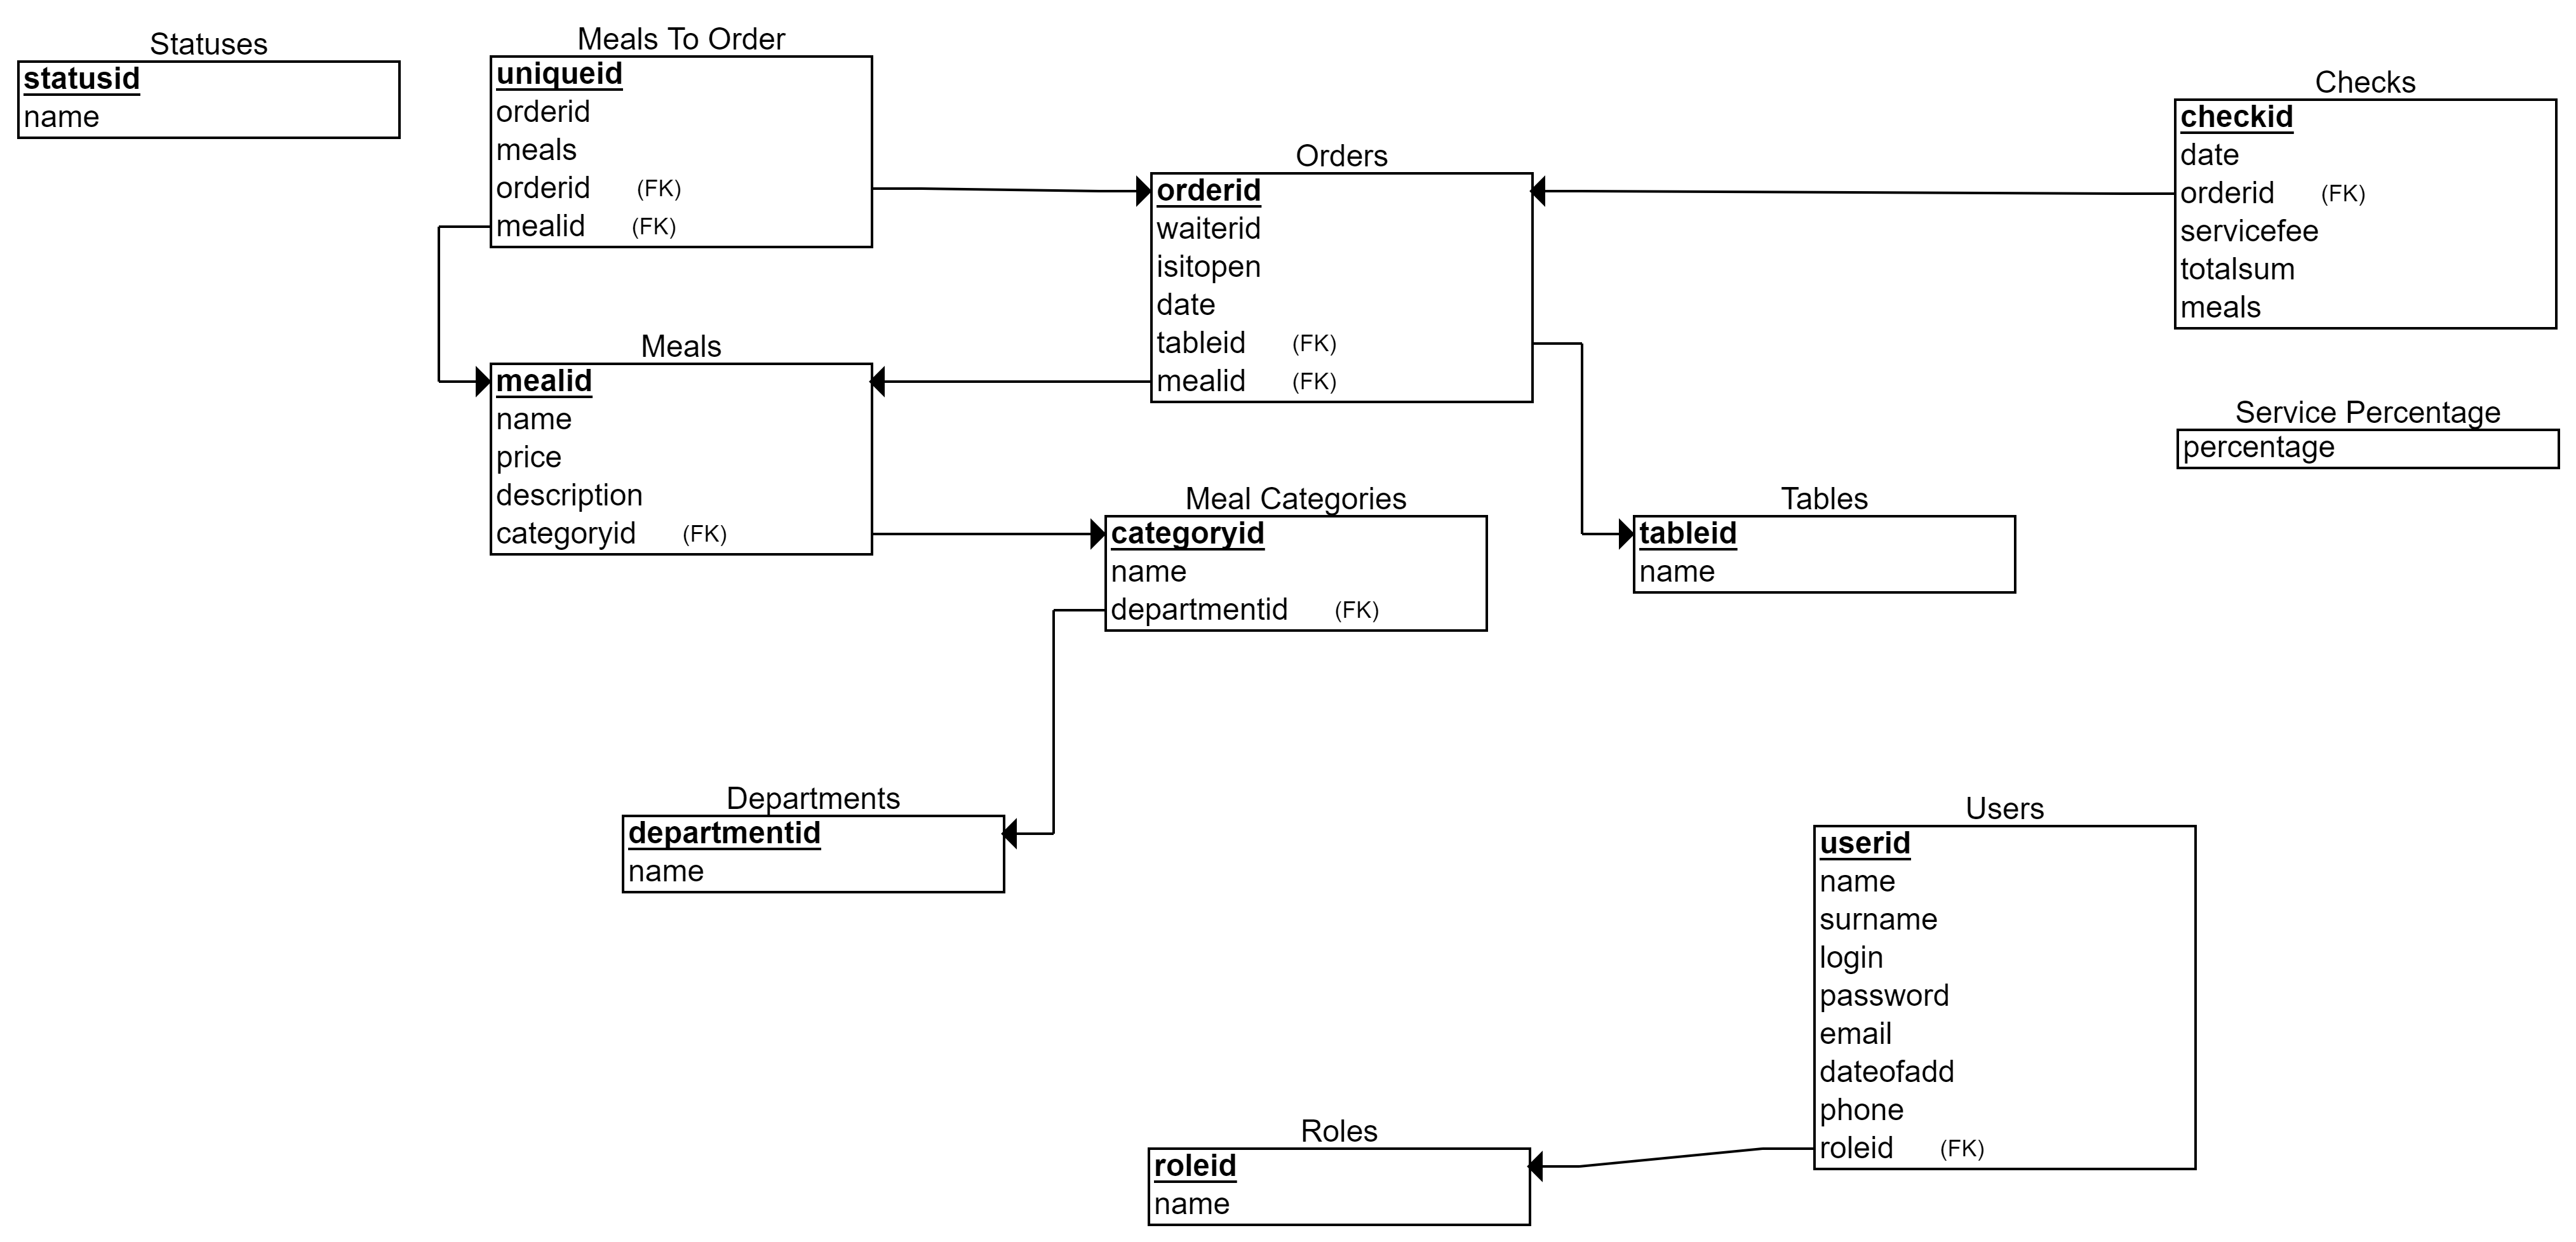 Statuses
statusid
name
Meals To Order
uniqueid
orderid
meals
orderid (FK)
mealid (FK)
Orders
orderid
waiterid
isitopen
date
tableid (FK)
mealid (FK)
Checks
checkid
date
orderid (FK)
servicefee
totalsum
meals
Meals
mealid
name
price
description
categoryid (FK)
Service Percentage
percentage
Meal Categories
categoryid
name
departmentid (FK)
Tables
tableid
name
Departments
departmentid
name
Users
userid
name
surname
login
password
email
dateofadd
phone
roleid (FK)
Roles
roleid
name